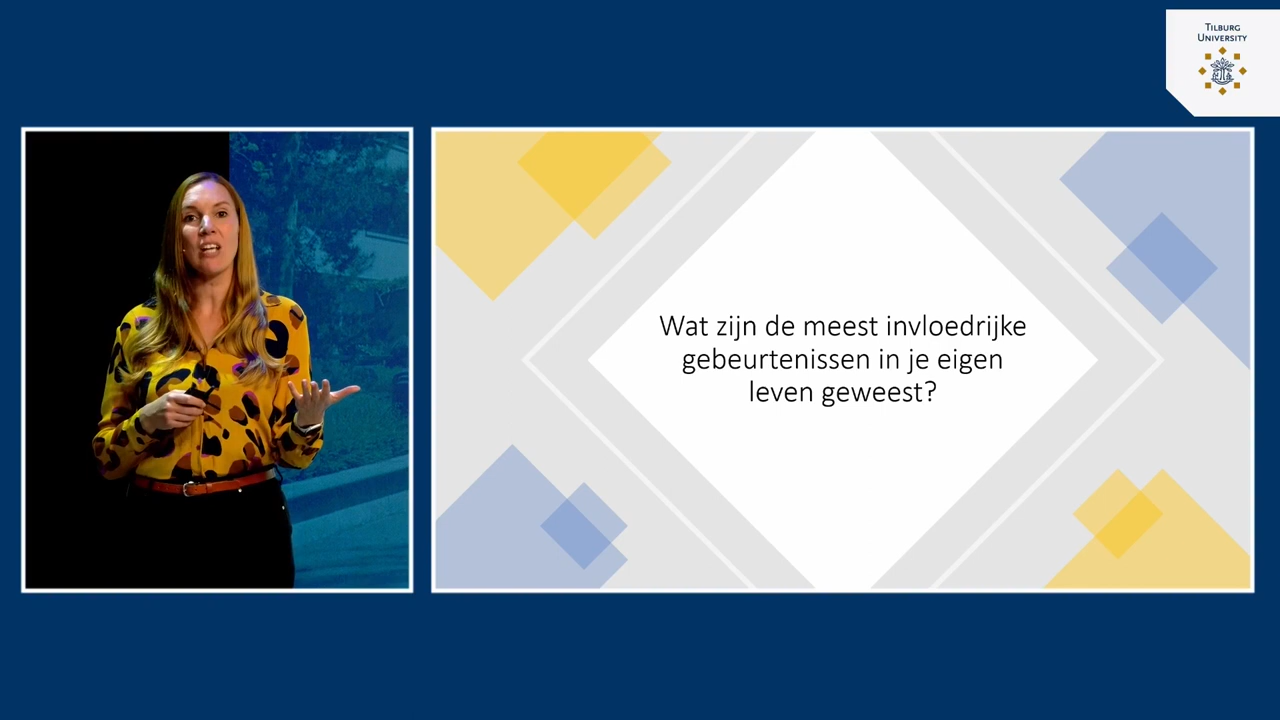 Tilburg
University
Wat zijn de meest invloedrijke
gebeurtenissen in je eigen
leven geweest?